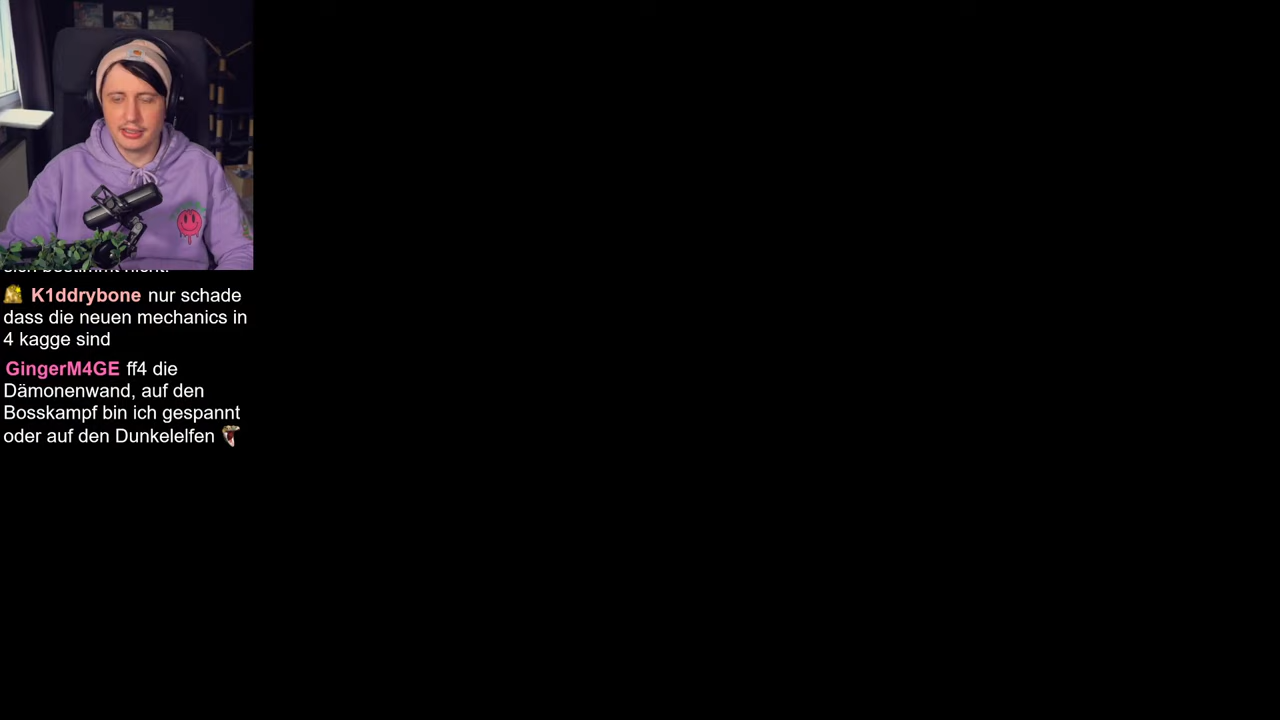 K1ddrybone nur schade
dass die neuen mechanics in
4 kagge sind
GingerM4GE ff4 die
Dämonenwand, auf den
Bosskampf bin ich gespannt
oder auf den Dunkelelfen